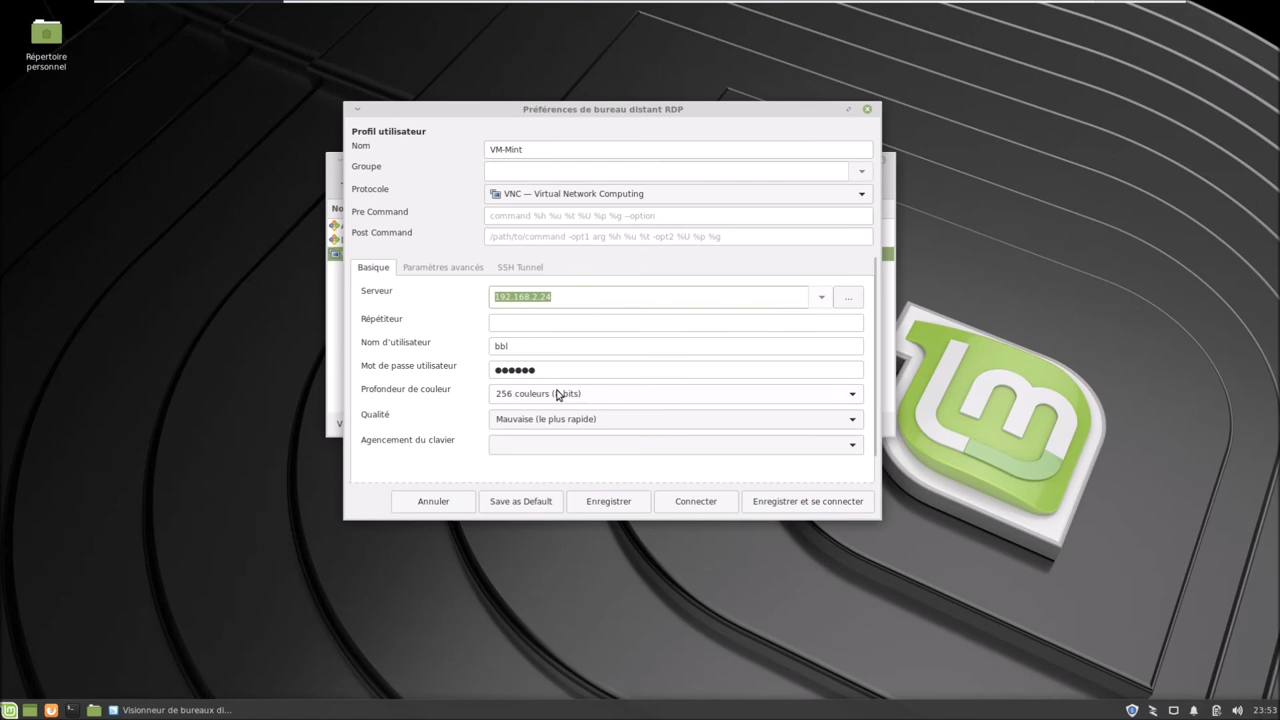 Répertoire
personnel
Préférences de bureau distant RDP
Profil utilisateur
Nom
VM-Mint
Groupe
Protocole
VNC — Virtual Network Computing
Pre Command
command %h %u %t %U %p %g --option
Post Command
/path/to/command -opt1 arg %h %u %t -opt2 %U %p %g
Basique
Paramètres avancés
SSH Tunnel
Serveur
192.168.2.24
...
Répétiteur
Nom d'utilisateur
bbl
Mot de passe utilisateur
●●●●●●
Profondeur de couleur
256 couleurs bits)
Qualité
Mauvaise (le plus rapide)
Agencement du clavier
Annuler
Save as Default
Enregistrer
Connecter
Enregistrer et se connecter
Visionneur de bureaux di...
23:53